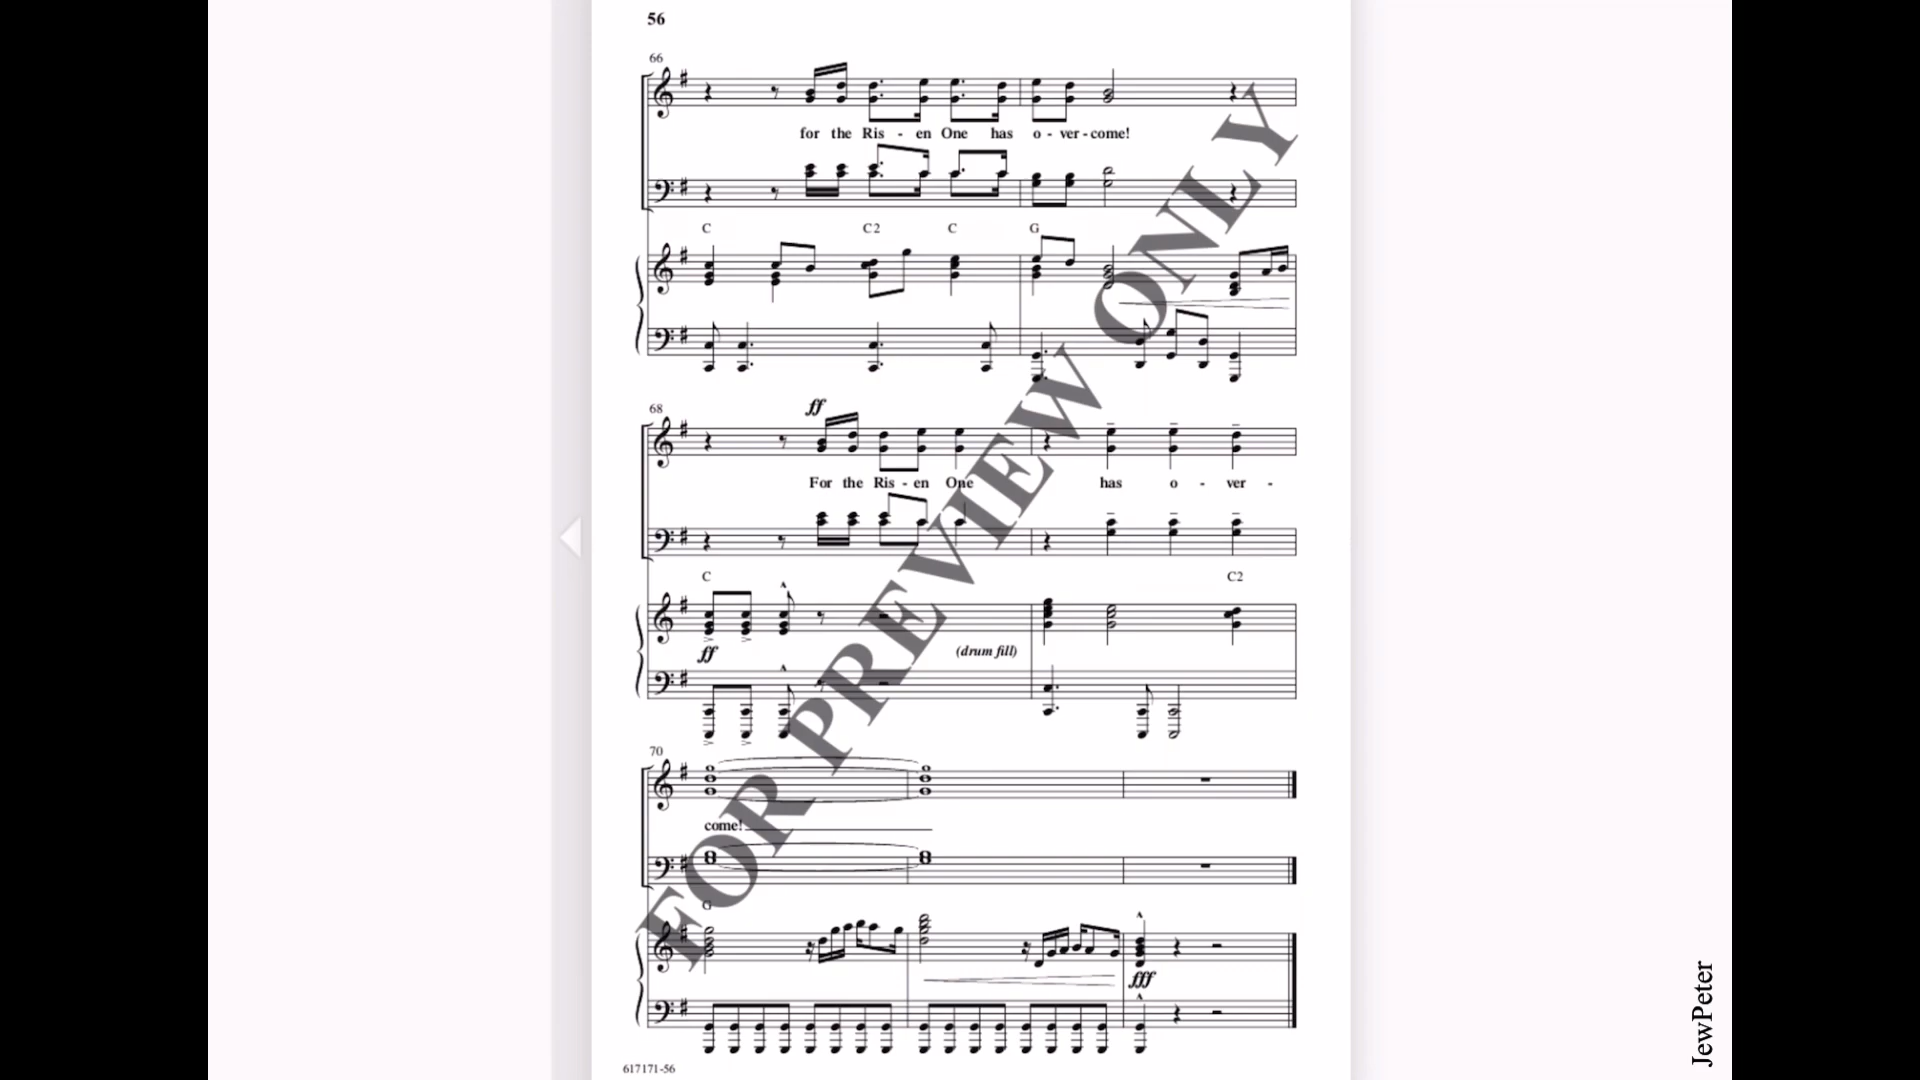 56
66
for the Ris - en One has o - ver - come!
C C2 C G
68
ff
For the Ris - en One has o - ver -
C C2
ff
(drum fill)
70
come!
G
fff
617171-56
FOR PREVIEW ONLY
JewPeter